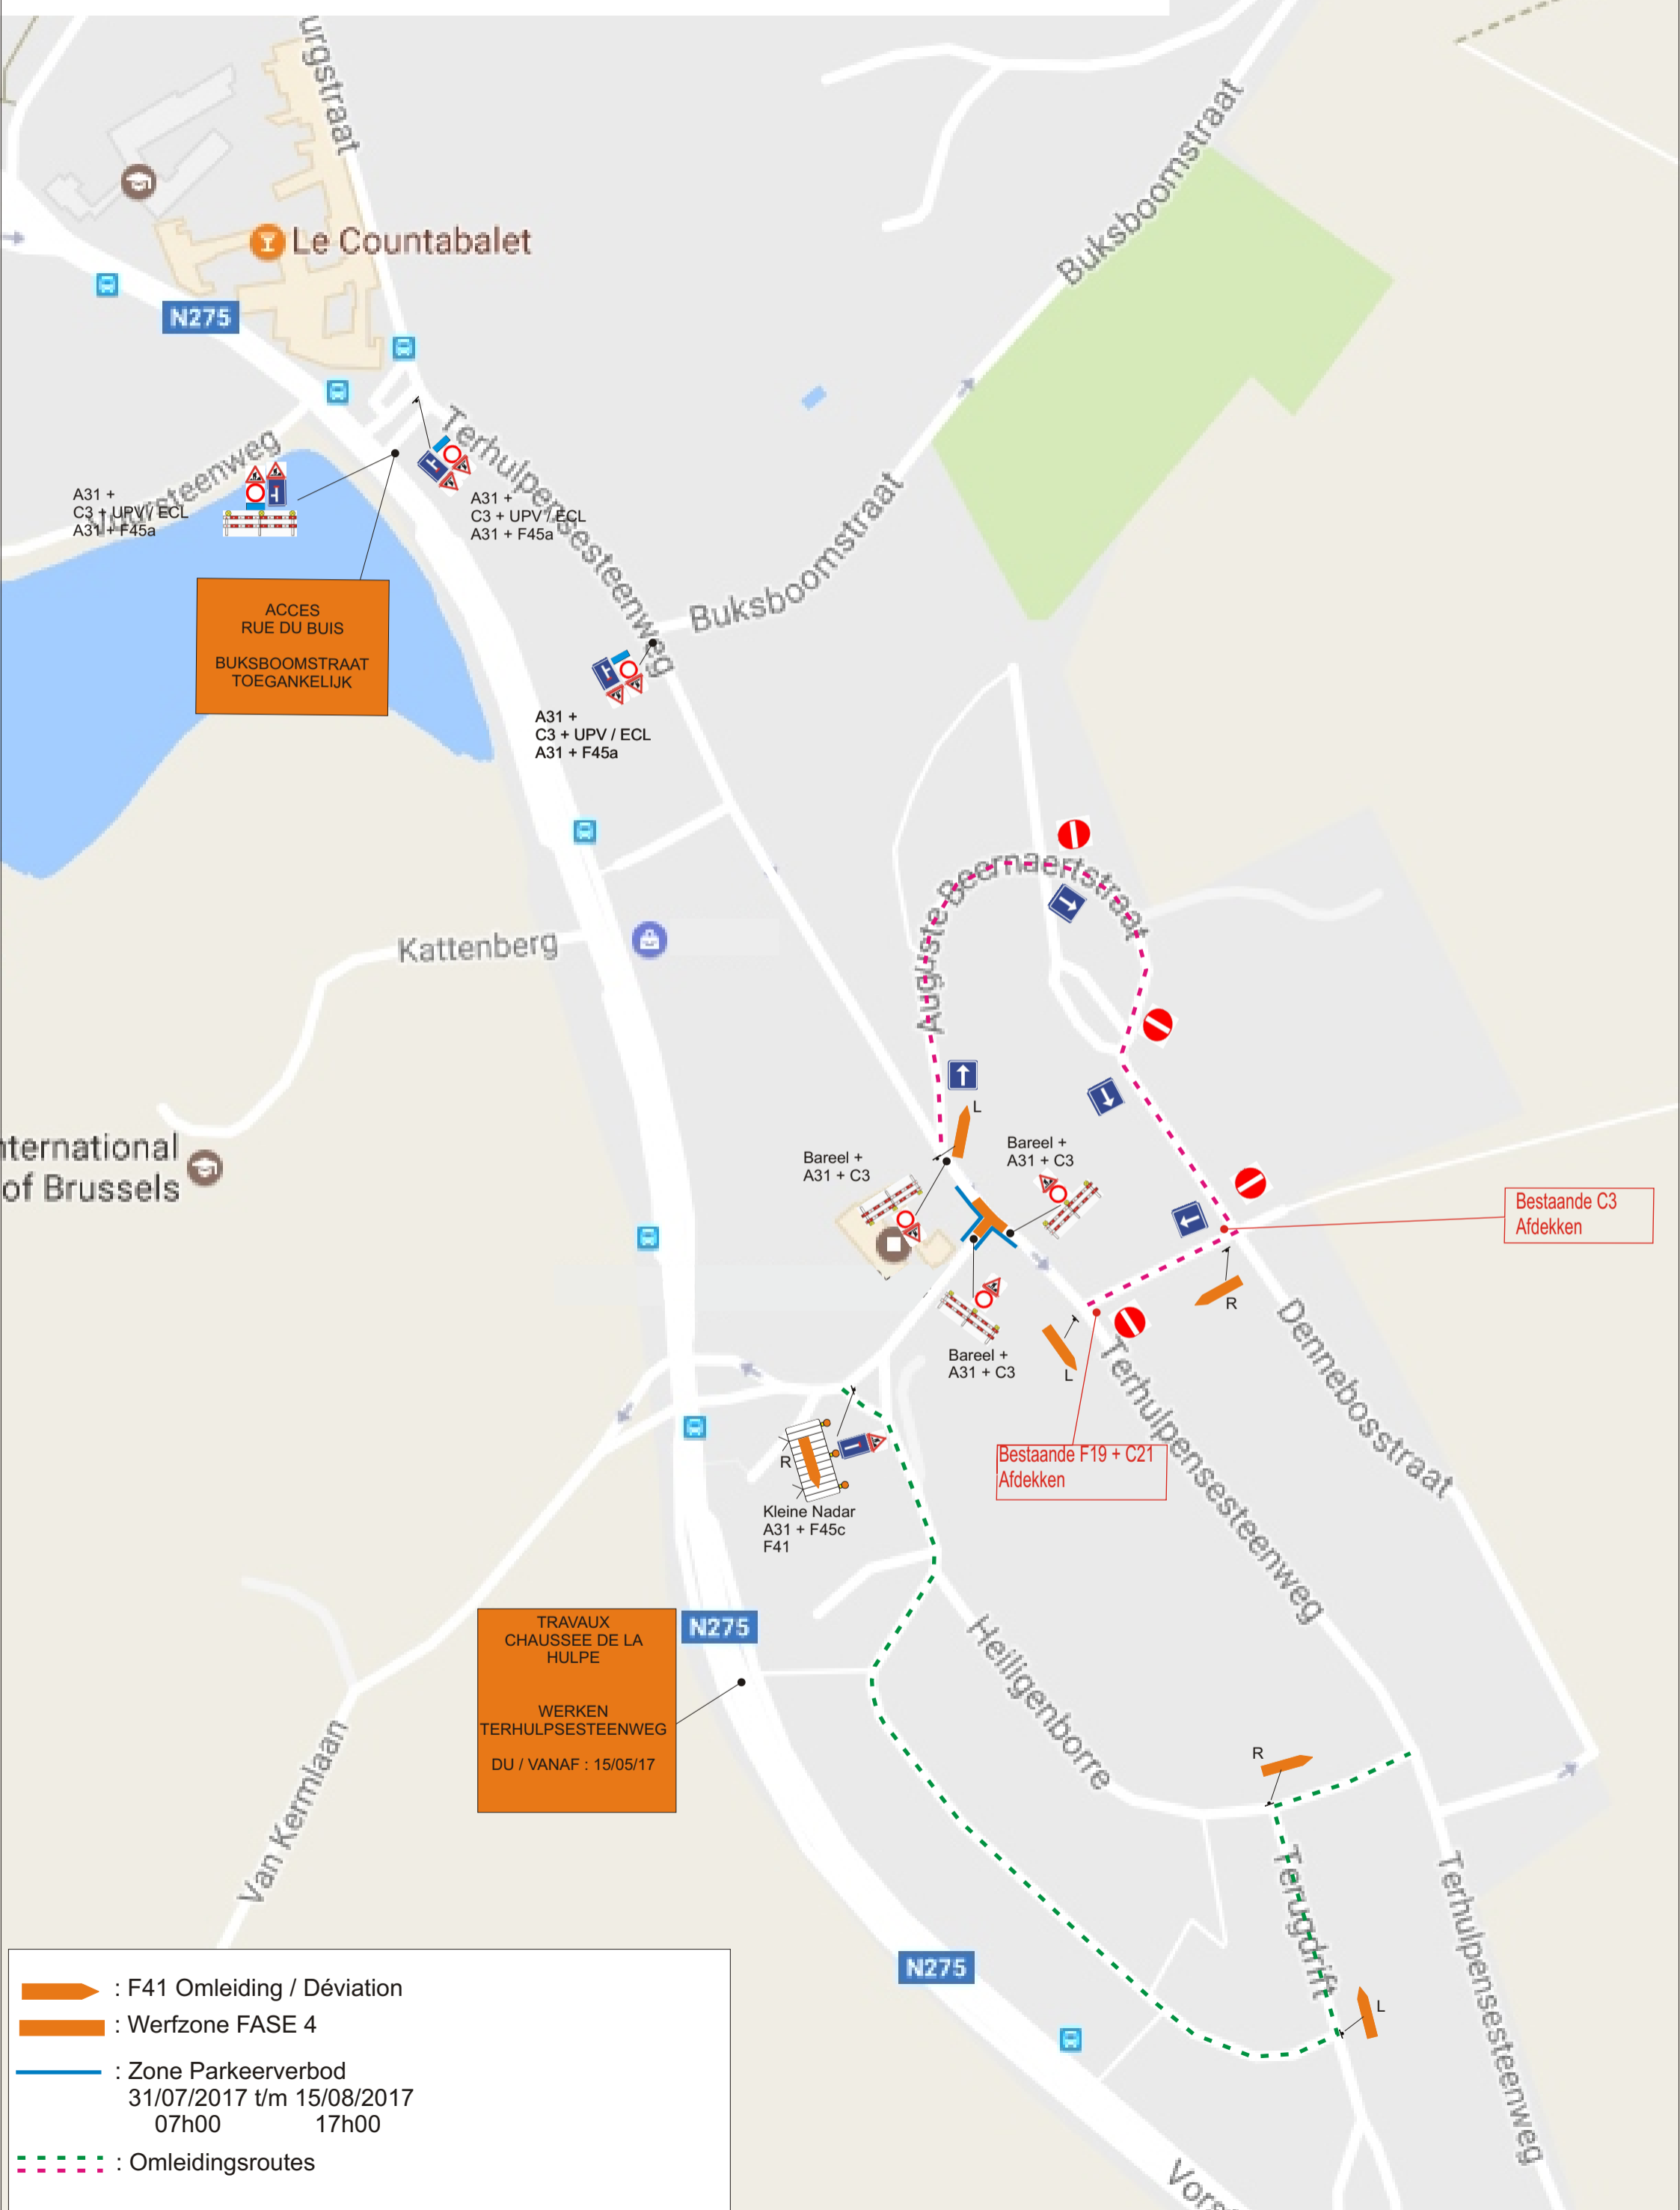 urgstraat
Le Countabalet
N275
Buksboomstraat
Terhulpensesteenweg
A31 +
C3 + UPV / ECL
A31 + F45a
A31 +
C3 + UPV / ECL
A31 + F45a
Buksboomstraat
ACCES
RUE DU BUIS
BUKSBOOMSTRAAT
TOEGANKELIJK
A31 +
C3 + UPV / ECL
A31 + F45a
Auguste Beernaertstraat
Kattenberg
nternational
of Brussels
L
Bareel +
A31 + C3
Bareel +
A31 + C3
Bestaande C3
Afdekken
R
Bareel +
A31 + C3
L
Dennebosstraat
Terhulpensesteenweg
Bestaande F19 + C21
Afdekken
R
Kleine Nadar
A31 + F45c
F41
N275
TRAVAUX
CHAUSSEE DE LA
HULPE
WERKEN
TERHULPSESTEENWEG
DU / VANAF : 15/05/17
Heiligenborre
Van Kermlaan
R
Terugdrift
Terhulpensesteenweg
N275
L
Vors
: F41 Omleiding / Déviation
: Werfzone FASE 4
: Zone Parkeerverbod
31/07/2017 t/m 15/08/2017
07h00 17h00
: Omleidingsroutes